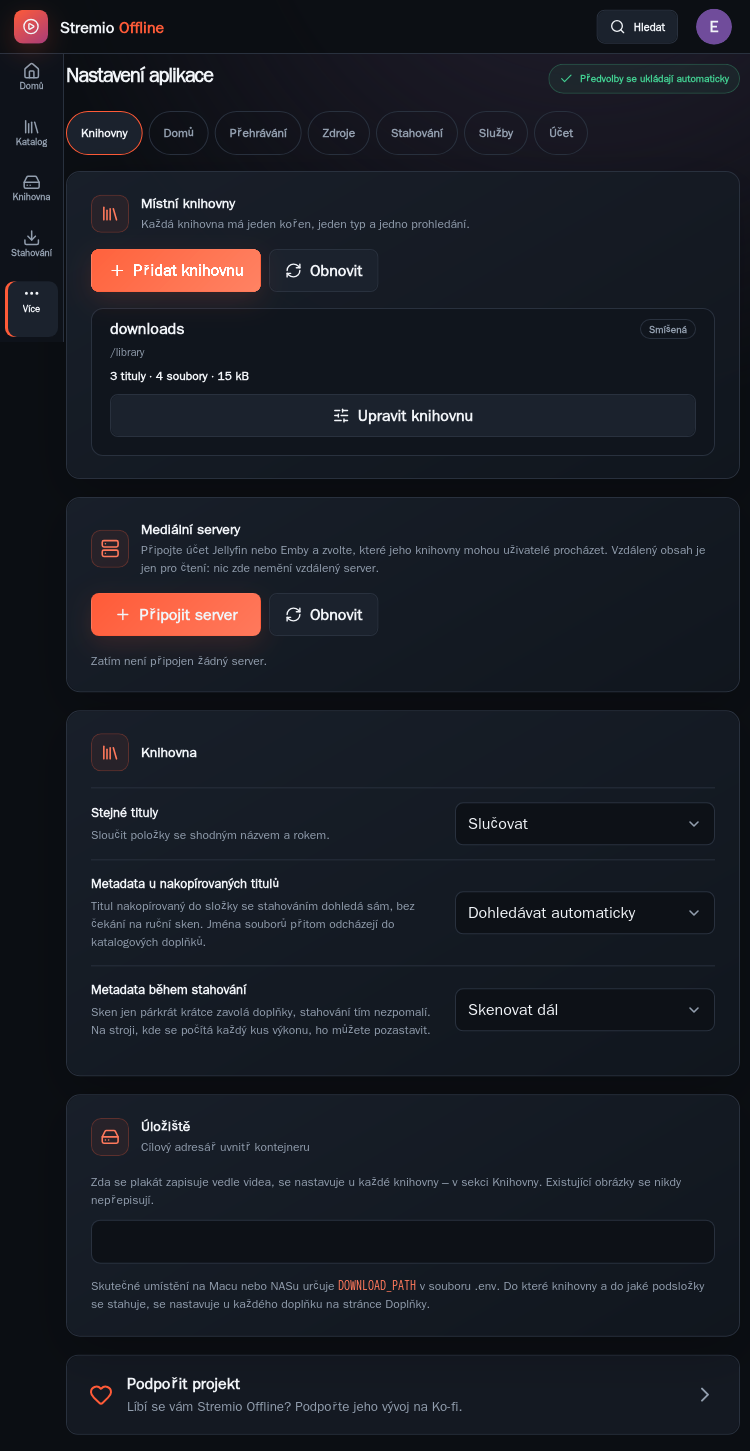 Stremio Offline
Hledat
E
Domů
Katalog
Knihovna
Stahování
Více
Nastavení aplikace
Předvolby se ukládají automaticky
Knihovny
Domů
Přehrávání
Zdroje
Stahování
Služby
Účet
Místní knihovny
Každá knihovna má jeden kořen, jeden typ a jedno prohledání.
Přidat knihovnu
Obnovit
downloads
Smíšená
/library
3 tituly · 4 soubory · 15 kB
Upravit knihovnu
Mediální servery
Připojte účet Jellyfin nebo Emby a zvolte, které jeho knihovny mohou uživatelé procházet. Vzdálený obsah je
jen pro čtení: nic zde nemění vzdálený server.
Připojit server
Obnovit
Zatím není připojen žádný server.
Knihovna
Stejné tituly
Sloučit položky se shodným názvem a rokem.
Slučovat
Metadata u nakopírovaných titulů
Titul nakopírovaný do složky se stahováním dohledá sám, bez
čekání na ruční sken. Jména souborů přitom odcházejí do
katalogových doplňků.
Dohledávat automaticky
Metadata během stahování
Sken jen párkrát krátce zavolá doplňky, stahování tím nezpomalí.
Na stroji, kde se počítá každý kus výkonu, ho můžete pozastavit.
Skenovat dál
Úložiště
Cílový adresář uvnitř kontejneru
Zda se plakát zapisuje vedle videa, se nastavuje u každé knihovny – v sekci Knihovny. Existující obrázky se nikdy
nepřepisují.
Skutečné umístění na Macu nebo NASu určuje DOWNLOAD_PATH v souboru .env. Do které knihovny a do jaké podsložky
se stahuje, se nastavuje u každého doplňku na stránce Doplňky.
Podpořit projekt
Líbí se vám Stremio Offline? Podpořte jeho vývoj na Ko-fi.